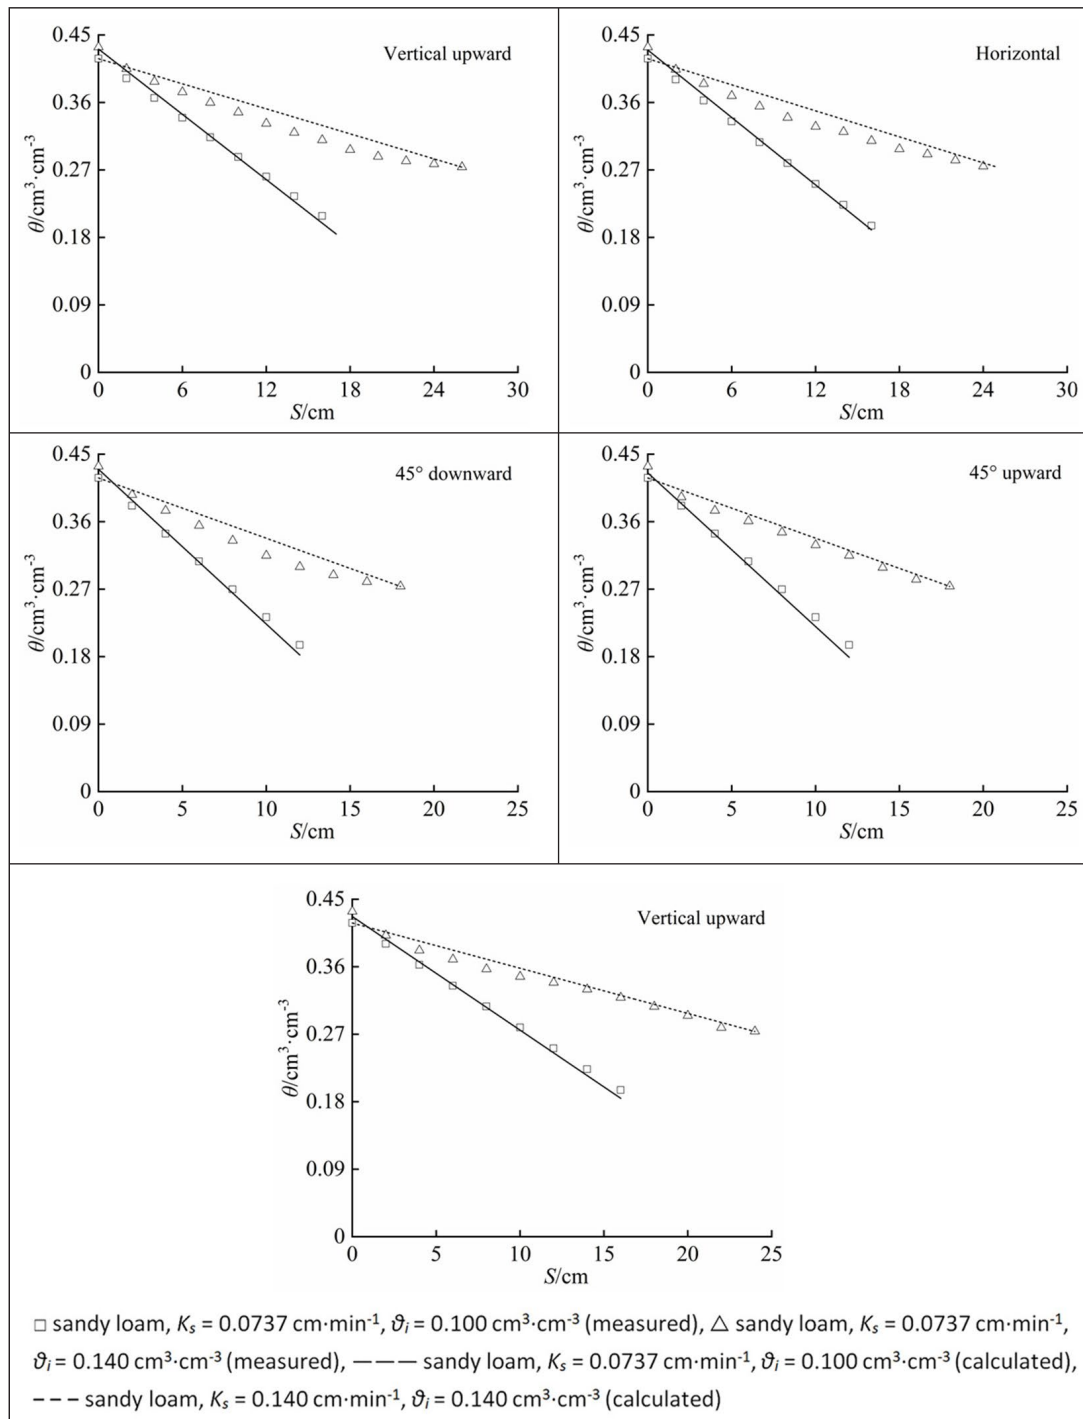 Vertical upward
0.45
0.36
0.27
0.18
0.09
0
θ/cm³·cm⁻³
0 6 12 18 24 30
S/cm
Horizontal
0.45
0.36
0.27
0.18
0.09
0
θ/cm³·cm⁻³
0 6 12 18 24 30
S/cm
45° downward
0.45
0.36
0.27
0.18
0.09
0
θ/cm³·cm⁻³
0 5 10 15 20 25
S/cm
45° upward
0.45
0.36
0.27
0.18
0.09
0
θ/cm³·cm⁻³
0 5 10 15 20 25
S/cm
Vertical upward
0.45
0.36
0.27
0.18
0.09
0
θ/cm³·cm⁻³
0 5 10 15 20 25
S/cm
□ sandy loam, Kₛ = 0.0737 cm·min⁻¹, ϑᵢ = 0.100 cm³·cm⁻³ (measured), △ sandy loam, Kₛ = 0.0737 cm·min⁻¹,
ϑᵢ = 0.140 cm³·cm⁻³ (measured), ——— sandy loam, Kₛ = 0.0737 cm·min⁻¹, ϑᵢ = 0.100 cm³·cm⁻³ (calculated),
--- sandy loam, Kₛ = 0.140 cm·min⁻¹, ϑᵢ = 0.140 cm³·cm⁻³ (calculated)